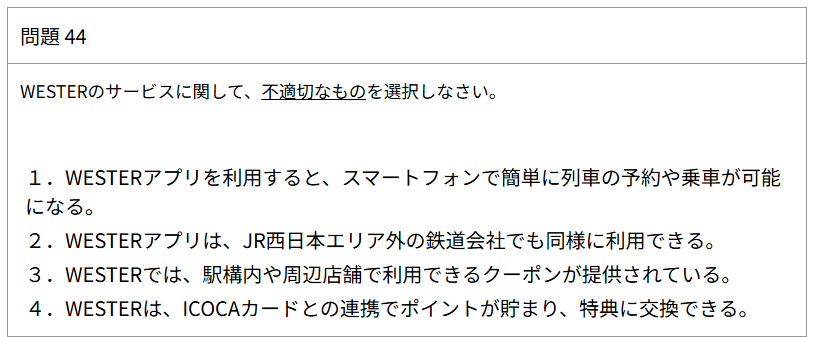 問題 44
WESTERのサービスに関して、不適切なものを選択しなさい。
１．WESTERアプリを利用すると、スマートフォンで簡単に列車の予約や乗車が可能
になる。
２．WESTERアプリは、JR西日本エリア外の鉄道会社でも同様に利用できる。
３．WESTERでは、駅構内や周辺店舗で利用できるクーポンが提供されている。
４．WESTERは、ICOCAカードとの連携でポイントが貯まり、特典に交換できる。